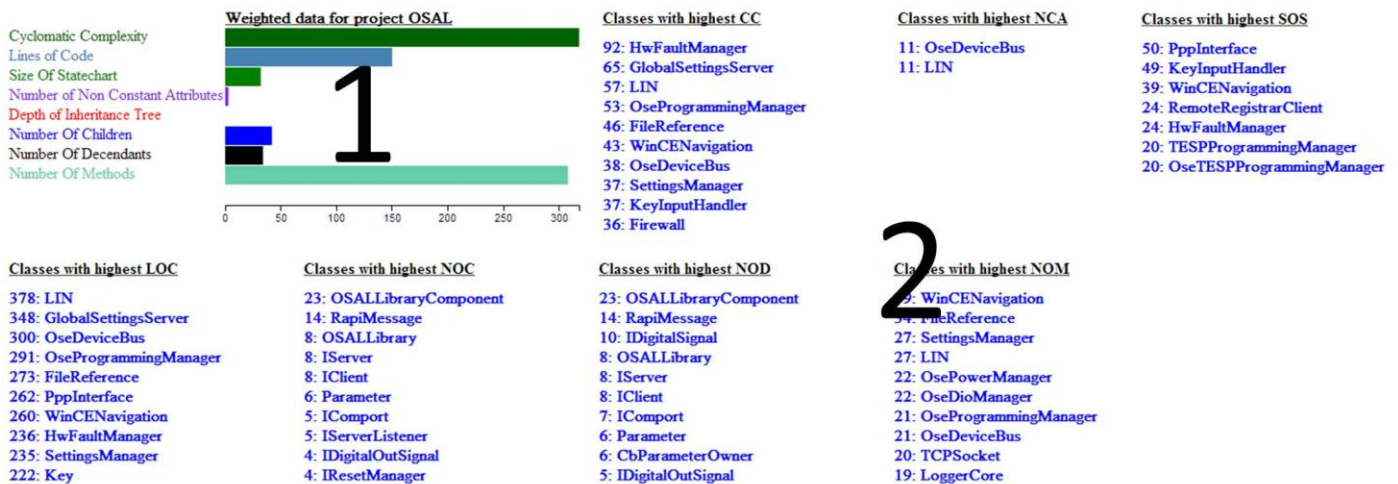 Weighted data for project OSAL
Cyclomatic Complexity
Lines of Code
Size Of Statechart
Number of Non Constant Attributes
Depth of Inheritance Tree
Number Of Children
Number Of Decendants
Number Of Methods
0 50 100 150 200 250 300
1
Classes with highest CC
92: HwFaultManager
65: GlobalSettingsServer
57: LIN
53: OseProgrammingManager
46: FileReference
43: WinCENavigation
38: OseDeviceBus
37: SettingsManager
37: KeyInputHandler
36: Firewall
Classes with highest NCA
11: OseDeviceBus
11: LIN
Classes with highest SOS
50: PppInterface
49: KeyInputHandler
39: WinCENavigation
24: RemoteRegistrarClient
24: HwFaultManager
20: TESPProgrammingManager
20: OseTESPProgrammingManager
2
Classes with highest LOC
378: LIN
348: GlobalSettingsServer
300: OseDeviceBus
291: OseProgrammingManager
273: FileReference
262: PppInterface
260: WinCENavigation
236: HwFaultManager
235: SettingsManager
222: Key
Classes with highest NOC
23: OSALLibraryComponent
14: RapiMessage
8: OSALLibrary
8: IServer
8: IClient
6: Parameter
5: IComport
5: IServerListener
4: IDigitalOutSignal
4: IResetManager
Classes with highest NOD
23: OSALLibraryComponent
14: RapiMessage
10: IDigitalSignal
8: OSALLibrary
8: IServer
8: IClient
7: IComport
6: Parameter
6: CbParameterOwner
5: IDigitalOutSignal
Classes with highest NOM
WinCENavigation
FileReference
27: SettingsManager
27: LIN
22: OsePowerManager
22: OseDioManager
21: OseProgrammingManager
21: OseDeviceBus
20: TCPSocket
19: LoggerCore